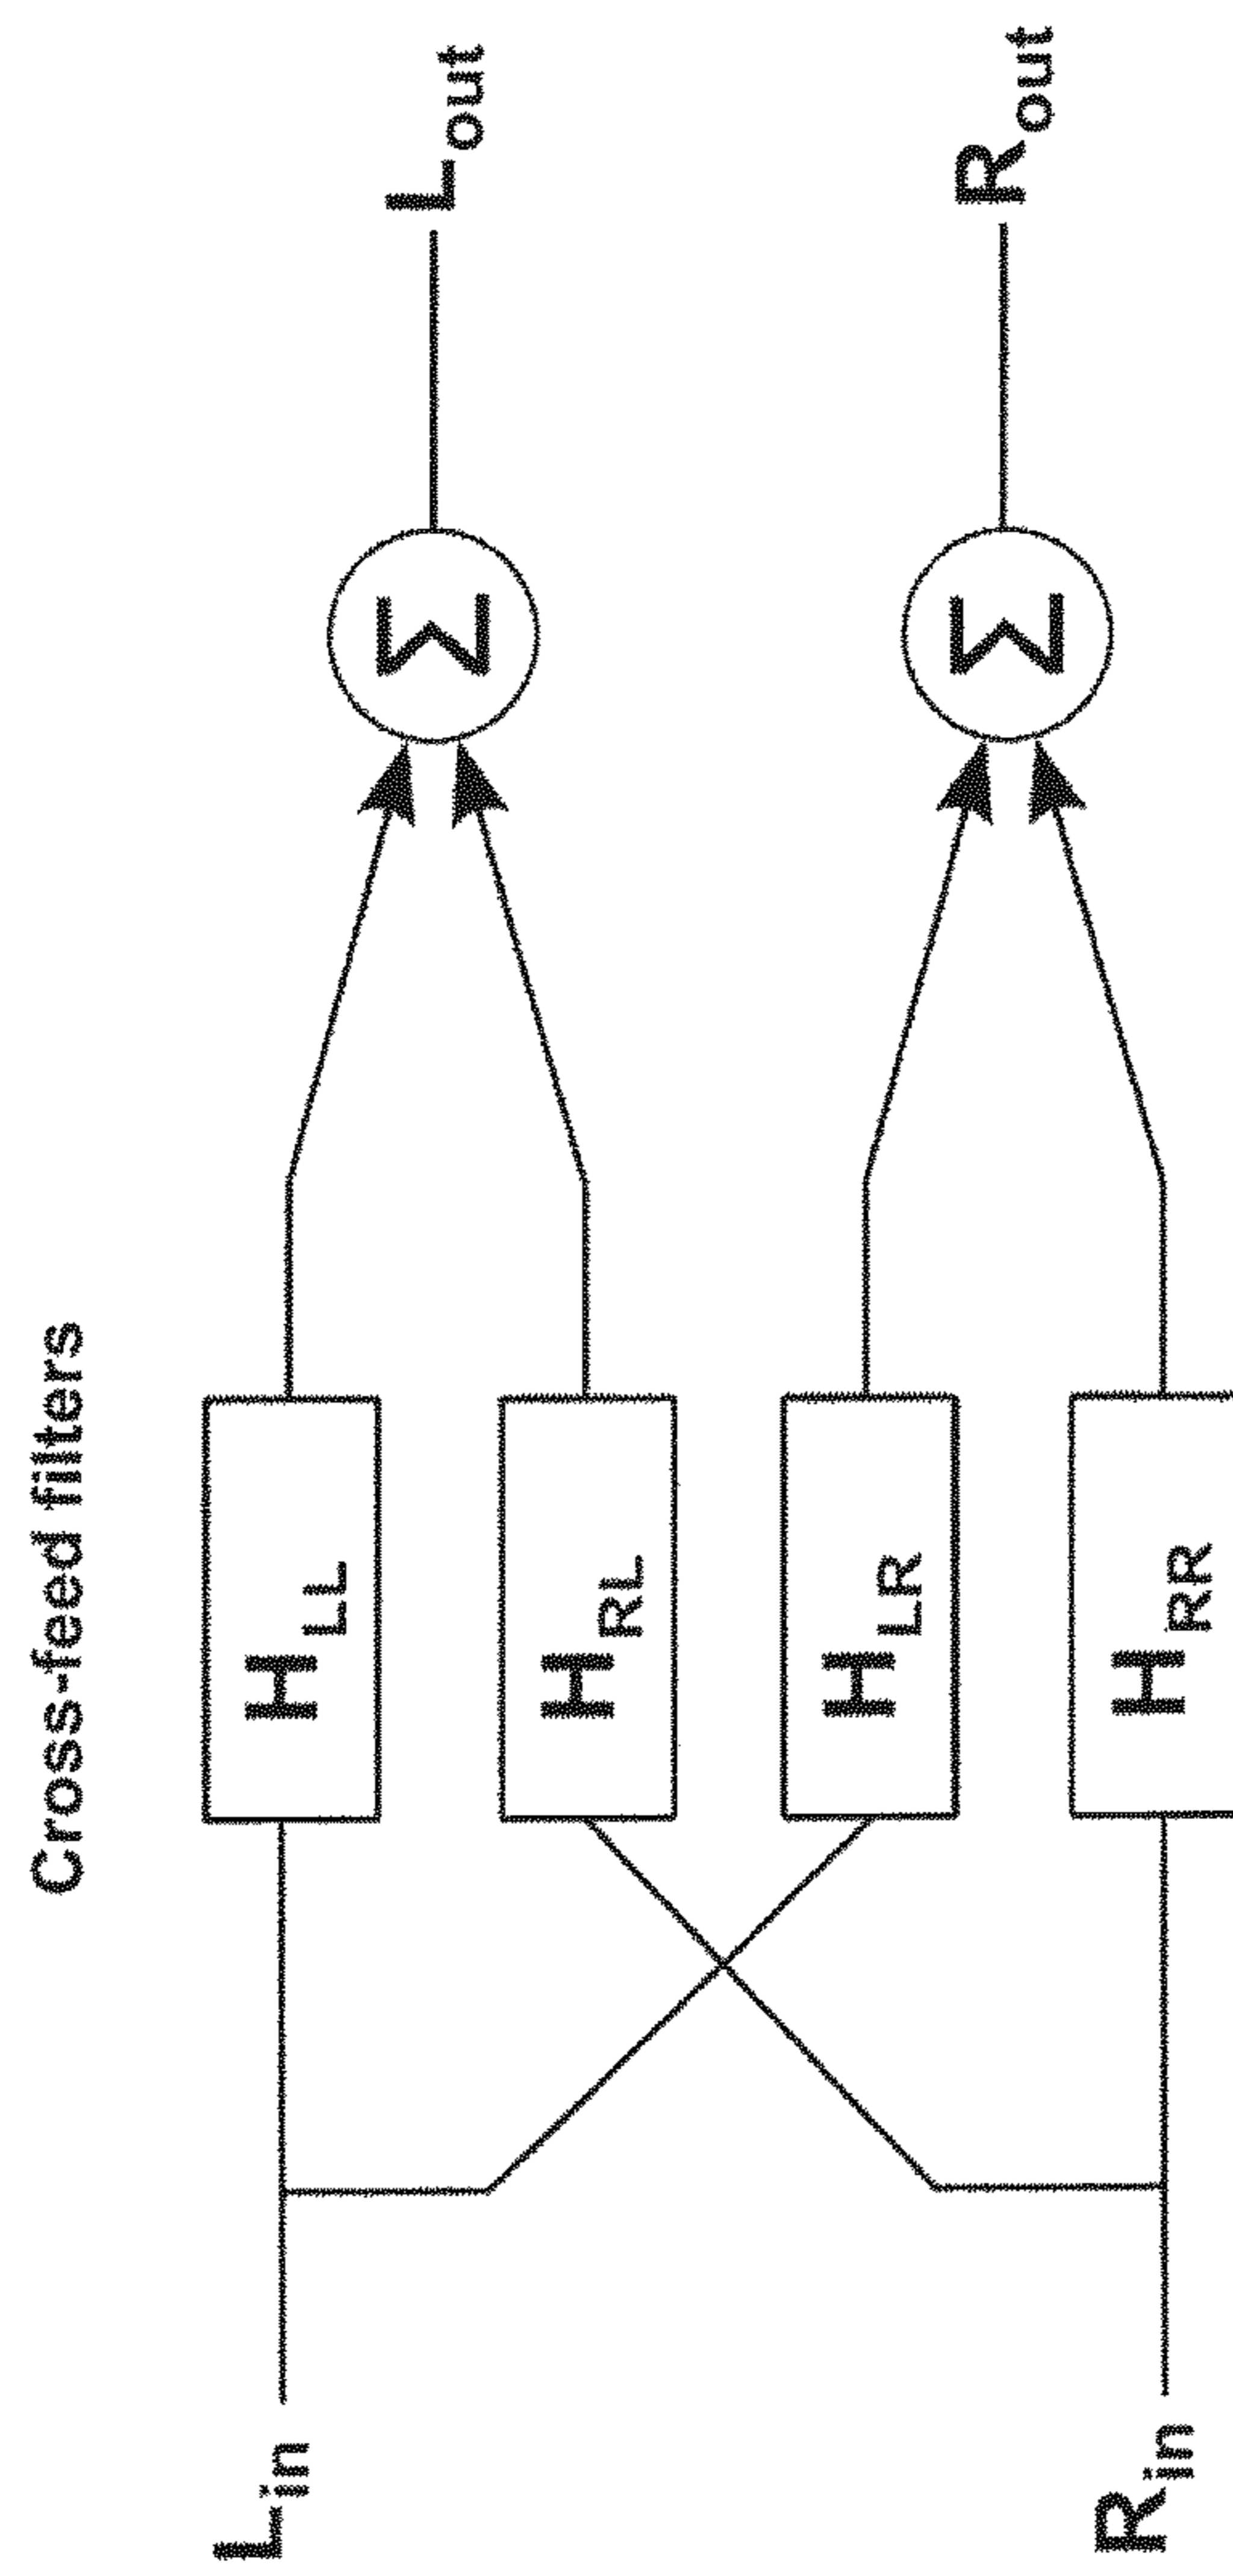 Cross-feed filters
L_in
H_LL
H_RL
Σ
L_out
H_LR
H_RR
Σ
R_out
R_in